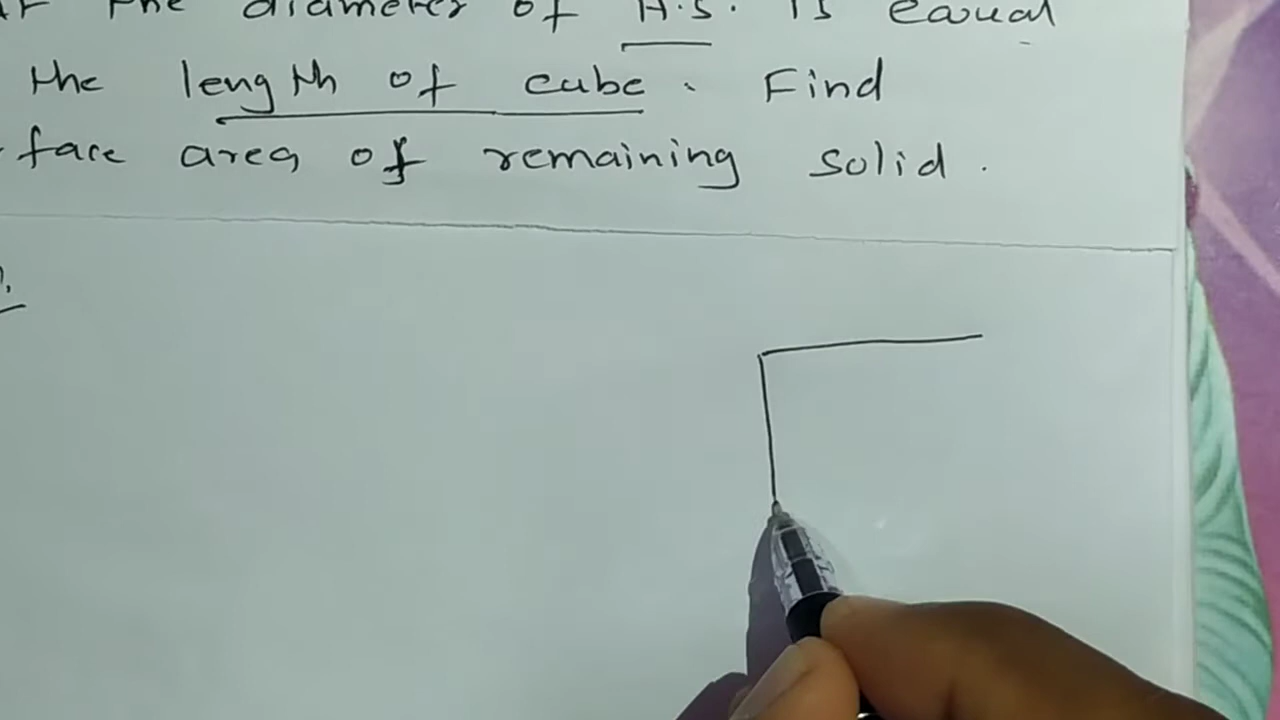 the diameter of H.S. is equal
the length of cube. Find
face area of remaining solid.